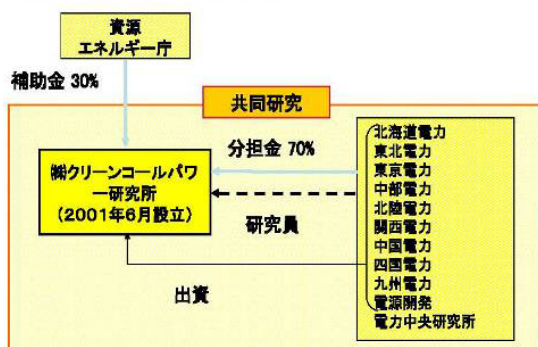 資源
エネルギー庁
補助金 30%
共同研究
㈱クリーンコールパワ
ー研究所
(2001年6月設立)
分担金 70%
研究員
出資
北海道電力
東北電力
東京電力
中部電力
北陸電力
関西電力
中国電力
四国電力
九州電力
電源開発
電力中央研究所